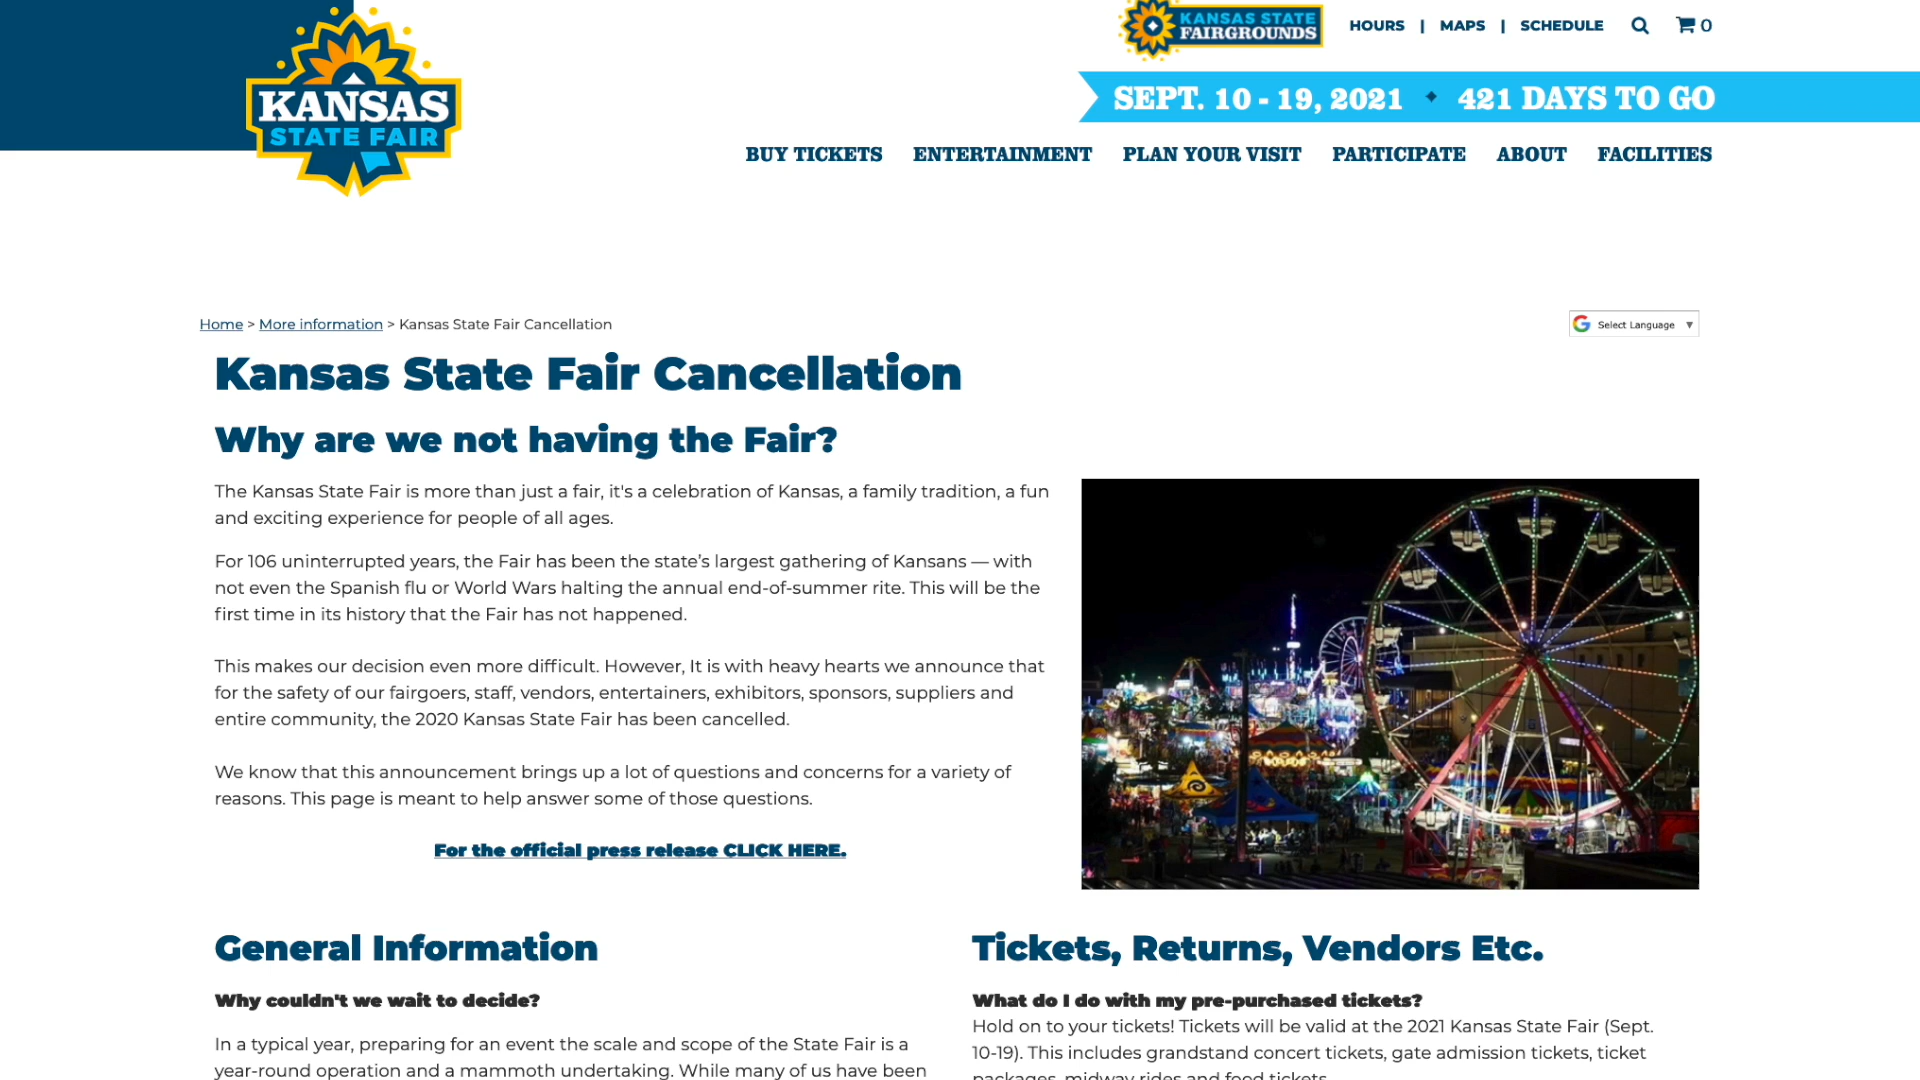 KANSAS
STATE FAIR
KANSAS STATE
FAIRGROUNDS
HOURS | MAPS | SCHEDULE 0
SEPT. 10 - 19, 2021 ✦ 421 DAYS TO GO
BUY TICKETS ENTERTAINMENT PLAN YOUR VISIT PARTICIPATE ABOUT FACILITIES
Home > More information > Kansas State Fair Cancellation
Select Language ▼
Kansas State Fair Cancellation
Why are we not having the Fair?
The Kansas State Fair is more than just a fair, it's a celebration of Kansas, a family tradition, a fun
and exciting experience for people of all ages.
For 106 uninterrupted years, the Fair has been the state’s largest gathering of Kansans — with
not even the Spanish flu or World Wars halting the annual end-of-summer rite. This will be the
first time in its history that the Fair has not happened.
This makes our decision even more difficult. However, It is with heavy hearts we announce that
for the safety of our fairgoers, staff, vendors, entertainers, exhibitors, sponsors, suppliers and
entire community, the 2020 Kansas State Fair has been cancelled.
We know that this announcement brings up a lot of questions and concerns for a variety of
reasons. This page is meant to help answer some of those questions.
For the official press release CLICK HERE.
General Information
Why couldn't we wait to decide?
In a typical year, preparing for an event the scale and scope of the State Fair is a
year-round operation and a mammoth undertaking. While many of us have been
Tickets, Returns, Vendors Etc.
What do I do with my pre-purchased tickets?
Hold on to your tickets! Tickets will be valid at the 2021 Kansas State Fair (Sept.
10-19). This includes grandstand concert tickets, gate admission tickets, ticket
packages, midway rides and food tickets.